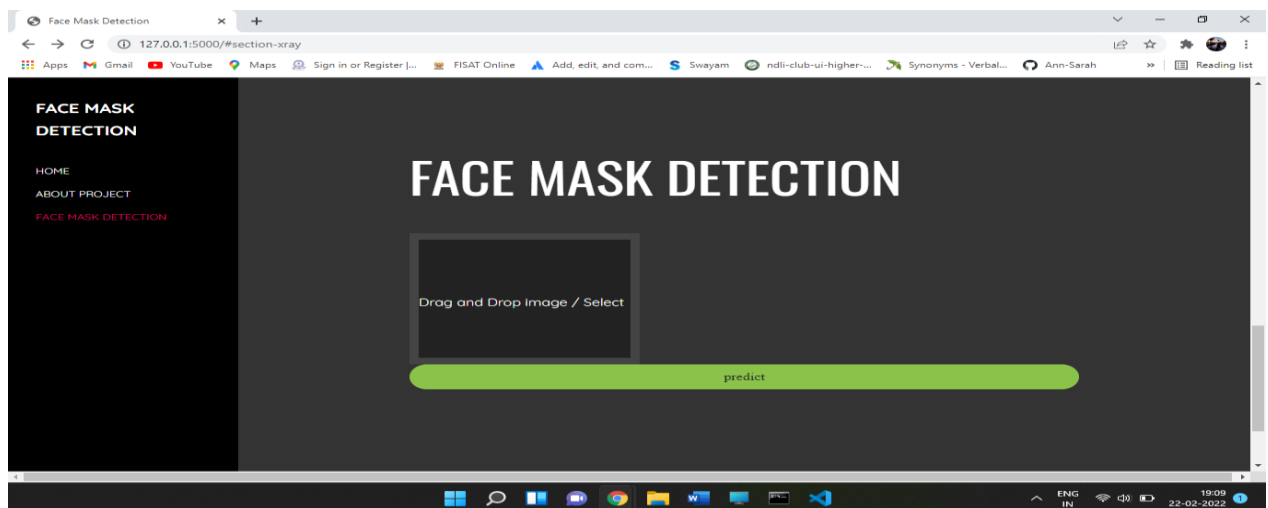 Face Mask Detection
127.0.0.1:5000/#section-xray
Apps Gmail YouTube Maps Sign in or Register |... FISAT Online Add, edit, and com... Swayam ndli-club-ui-higher-... Synonyms - Verbal... Ann-Sarah » Reading list
FACE MASK
DETECTION
HOME
ABOUT PROJECT
FACE MASK DETECTION
FACE MASK DETECTION
Drag and Drop image / Select
predict
ENG
IN
19:09
22-02-2022
1